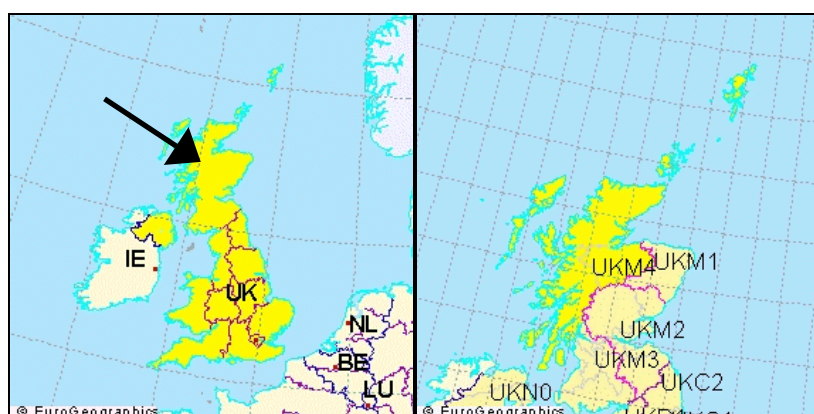 IE
UK
NL
BE
LU
© EuroGeographics
UKM4
UKM1
UKM2
UKM3
UKC2
UKN0
© EuroGeographics